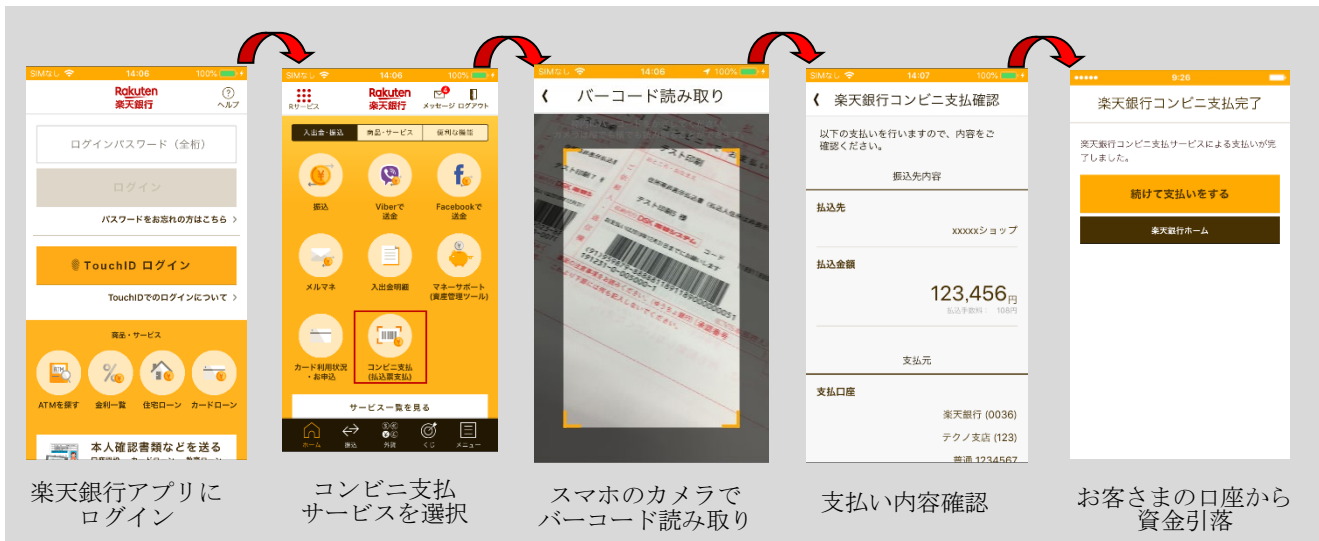 SIMなし 14:06 100%
Rakuten
楽天銀行
ヘルプ
ログインパスワード（全桁）
ログイン
パスワードをお忘れの方はこちら >
TouchID ログイン
TouchIDでのログインについて >
商品・サービス
ATMを探す 金利一覧 住宅ローン カードローン
本人確認書類などを送る
楽天銀行アプリに
ログイン
SIMなし 14:06 100%
Rakuten
楽天銀行
Rサービス メッセージ ログアウト
入出金・振込 商品・サービス 便利な機能
振込 Viberで
送金 Facebookで
送金
メルマネ 入出金明細 マネーサポート
(資産管理ツール)
カード利用状況
・お申込 コンビニ支払
(払込票支払)
サービス一覧を見る
ホーム 振込 外貨 くじ メニュー
コンビニ支払
サービスを選択
SIMなし 14:06 100%
バーコード読み取り
テスト印刷
スマホのカメラで
バーコード読み取り
SIMなし 14:07 100%
楽天銀行コンビニ支払確認
以下の支払いを行いますので、内容をご
確認ください。
振込先内容
払込先
xxxxxショップ
払込金額
123,456円
払込手数料： 108円
支払元
支払口座
楽天銀行 (0036)
テクノ支店 (123)
普通 1234567
支払い内容確認
9:26
楽天銀行コンビニ支払完了
楽天銀行コンビニ支払サービスによる支払いが完
了しました。
続けて支払いをする
楽天銀行ホーム
お客さまの口座から
資金引落